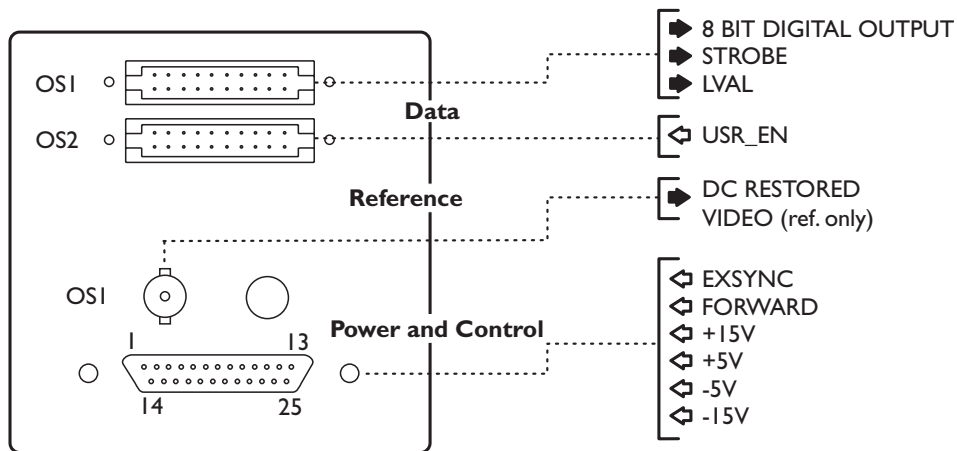 OS1
OS2
Data
8 BIT DIGITAL OUTPUT
STROBE
LVAL
USR_EN
Reference
DC RESTORED
VIDEO (ref. only)
OS1
Power and Control
1 13
14 25
EXSYNC
FORWARD
+15V
+5V
-5V
-15V